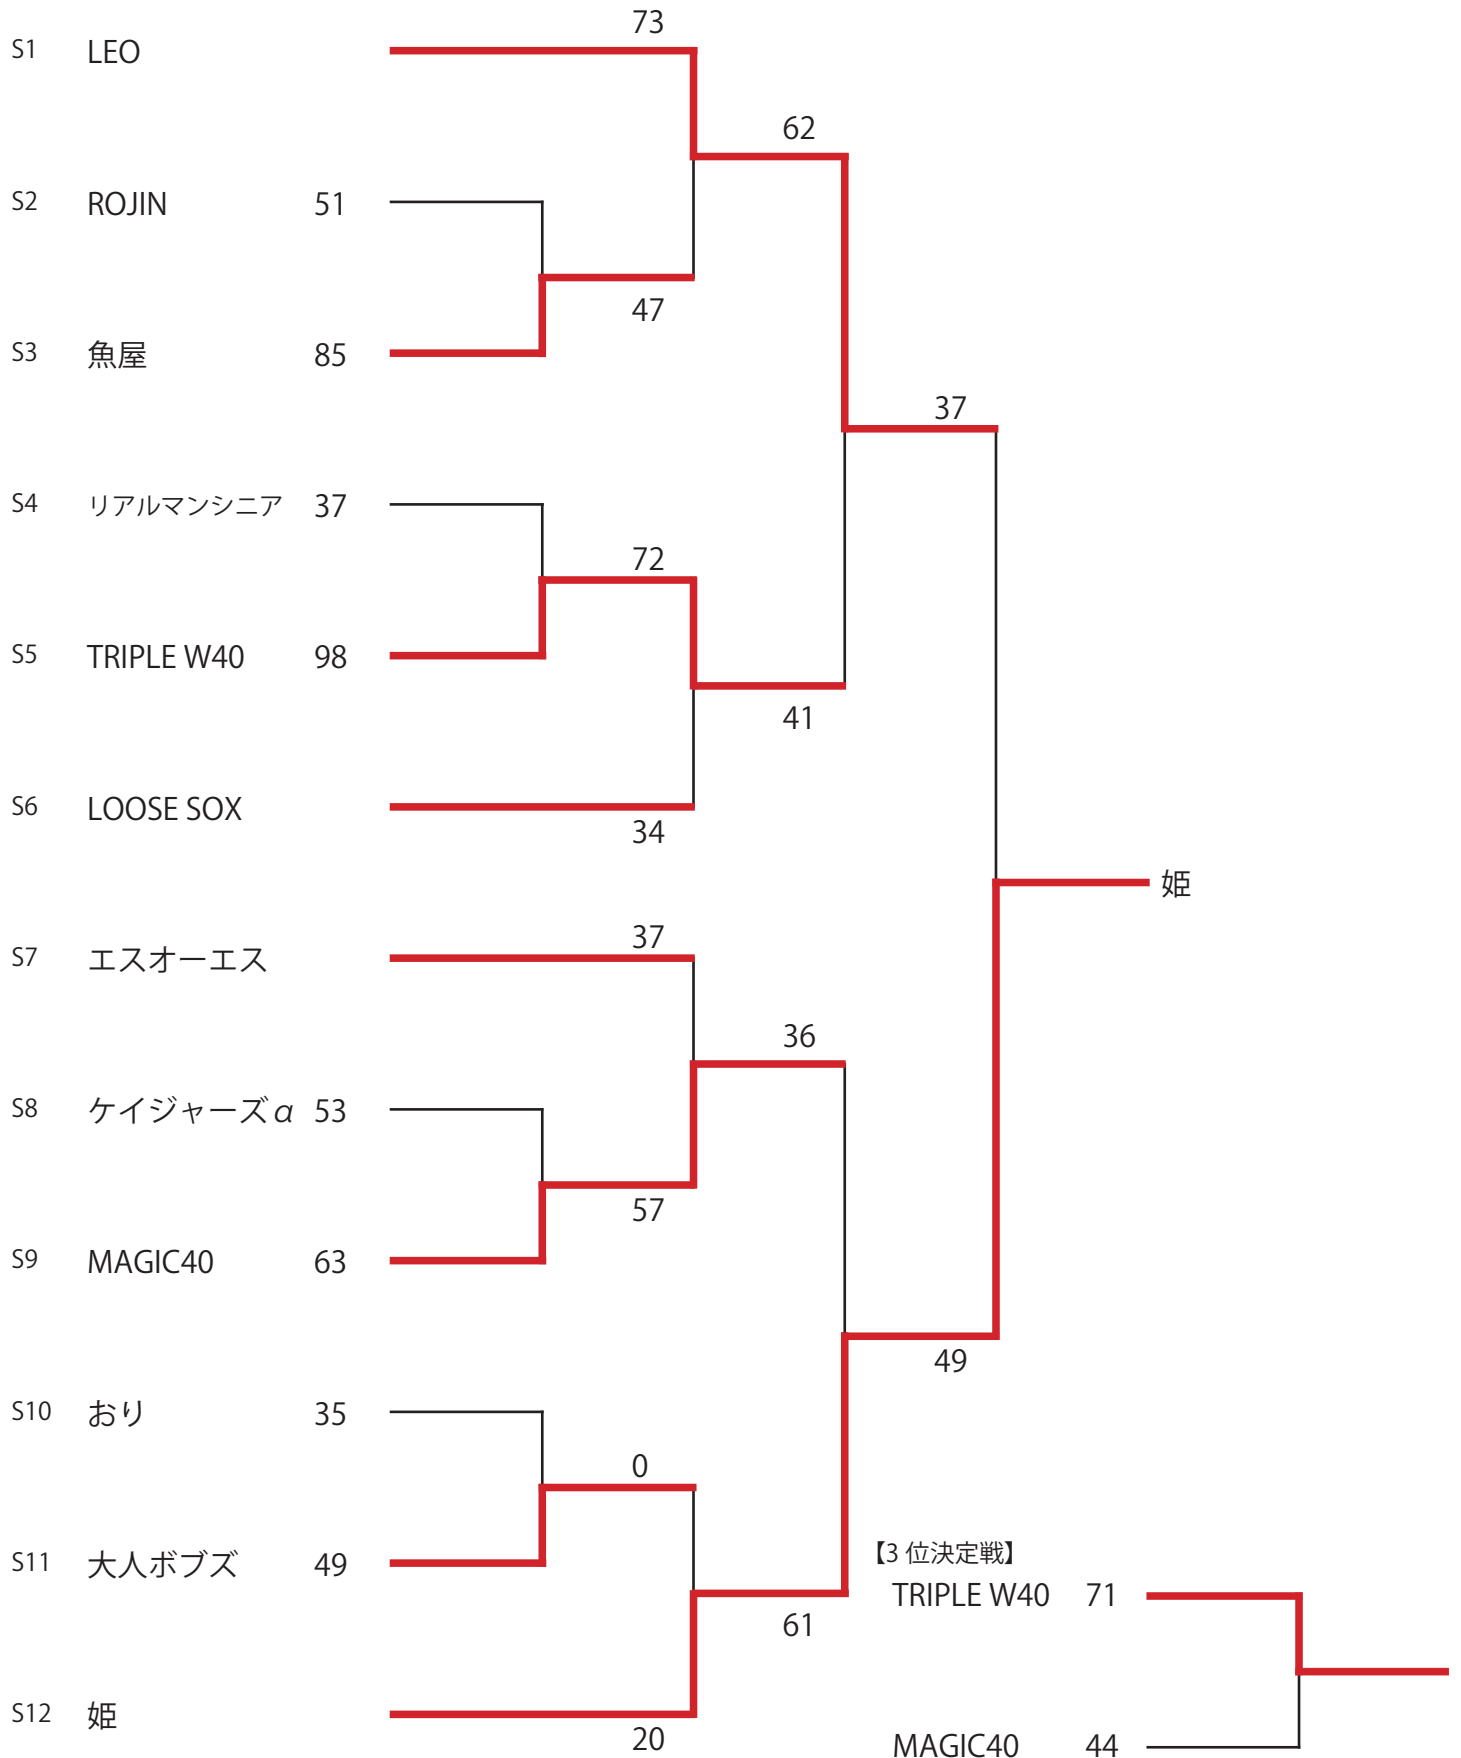 73
S1 LEO
62
S2 ROJIN 51
47
S3 魚屋 85
37
S4 リアルマンシニア 37
72
S5 TRIPLE W40 98
41
S6 LOOSE SOX
34
姫
37
S7 エスオーエス
36
S8 ケイジャーズα 53
57
S9 MAGIC40 63
49
S10 おり 35
0
S11 大人ボブズ 49
【3 位決定戦】
TRIPLE W40 71
61
S12 姫
20
MAGIC40 44